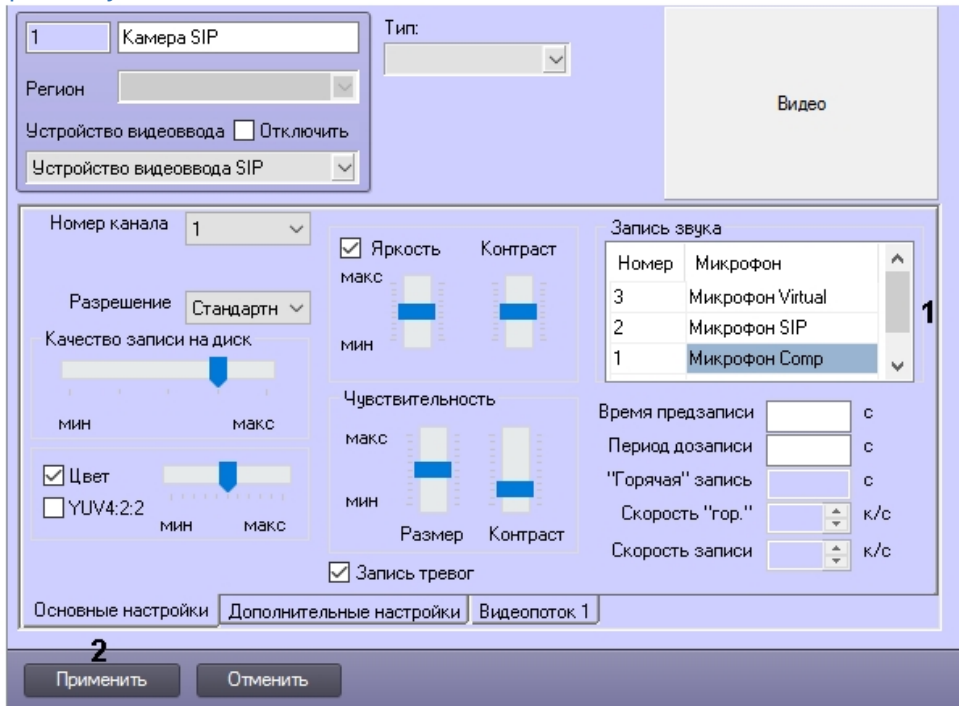 1 Камера SIP
Тип:
Регион
Видео
Устройство видеоввода Отключить
Устройство видеоввода SIP
Номер канала 1
Разрешение Стандартн
Качество записи на диск
мин макс
Цвет
YUV4:2:2
мин макс
Яркость Контраст
макс
мин
Чувствительность
макс
мин
Размер Контраст
Запись тревог
Запись звука
Номер Микрофон
3 Микрофон Virtual
2 Микрофон SIP
1 Микрофон Comp
1
Время предзаписи с
Период дозаписи с
"Горячая" запись с
Скорость "гор." к/с
Скорость записи к/с
Основные настройки Дополнительные настройки Видеопоток 1
2
Применить Отменить